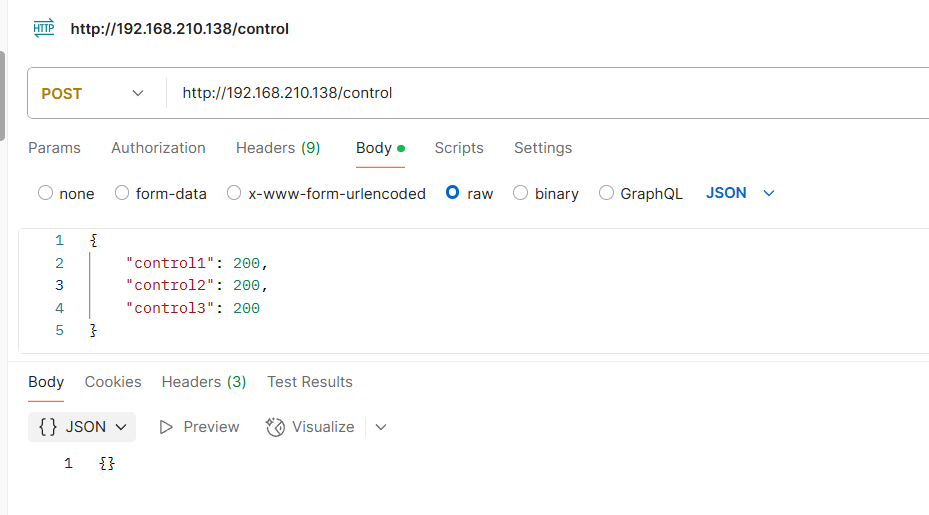 HTTP http://192.168.210.138/control
POST http://192.168.210.138/control
Params Authorization Headers (9) Body Scripts Settings
none form-data x-www-form-urlencoded raw binary GraphQL JSON
1 {
2 "control1": 200,
3 "control2": 200,
4 "control3": 200
5 }
Body Cookies Headers (3) Test Results
{} JSON Preview Visualize
1 {}